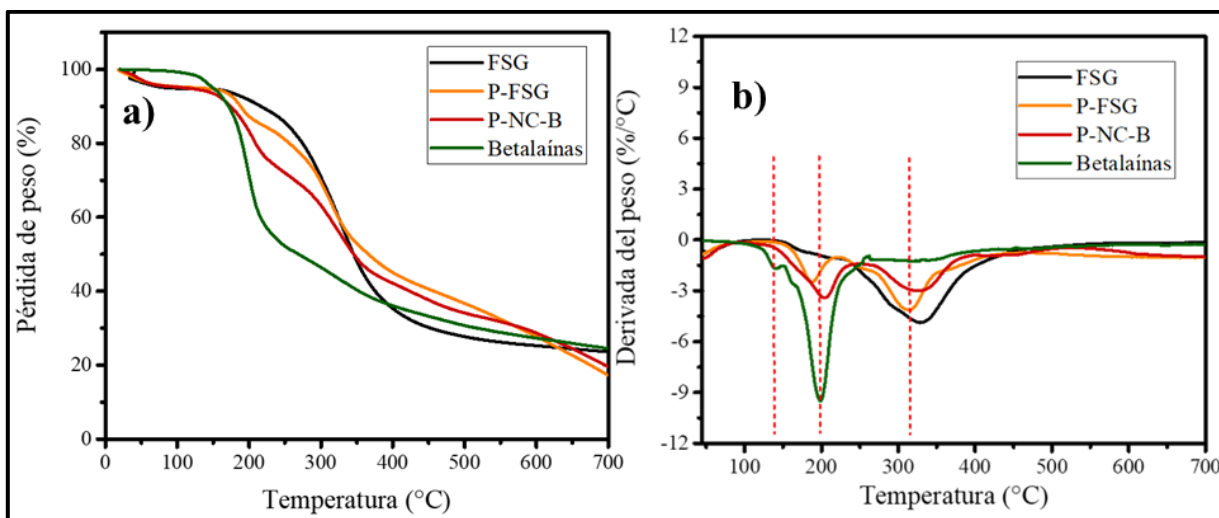 a)
FSG
P-FSG
P-NC-B
Betalaínas
Pérdida de peso (%)
100
80
60
40
20
0
0 100 200 300 400 500 600 700
Temperatura (°C)
b)
FSG
P-FSG
P-NC-B
Betalaínas
Derivada del peso (%/°C)
12
9
6
3
0
-3
-6
-9
-12
100 200 300 400 500 600 700
Temperatura (°C)